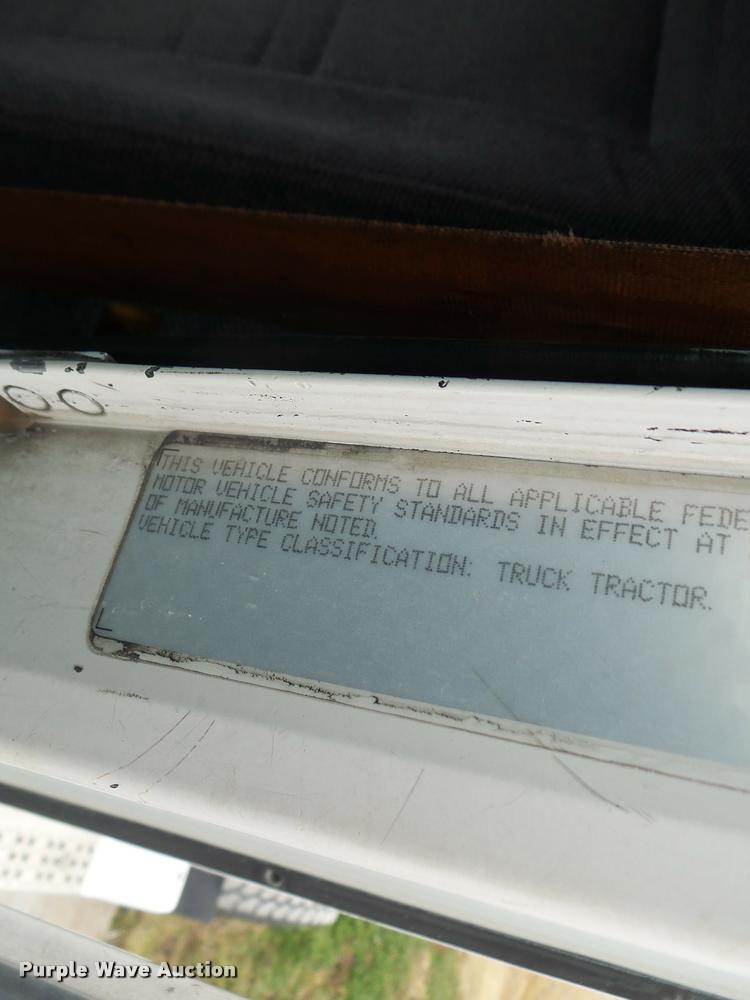 THIS VEHICLE CONFORMS TO ALL APPLICABLE FEDE
MOTOR VEHICLE SAFETY STANDARDS IN EFFECT AT
OF MANUFACTURE NOTED.
VEHICLE TYPE CLASSIFICATION: TRUCK TRACTOR.
Purple Wave Auction